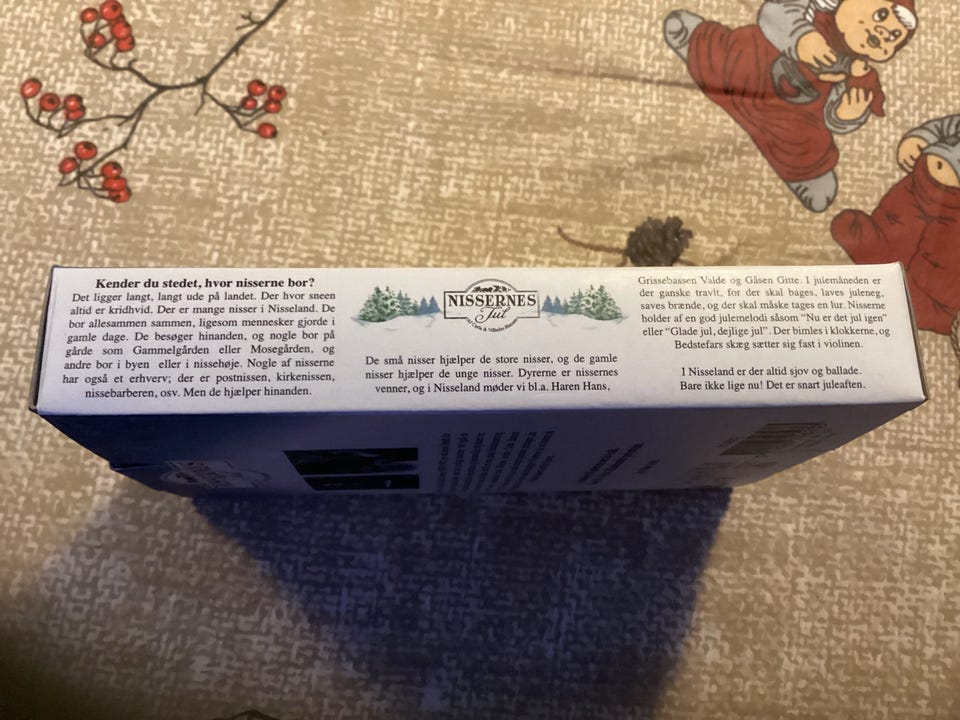 Kender du stedet, hvor nisserne bor?
Det ligger langt, langt ude på landet. Der hvor sneen
altid er kridhvid. Der er mange nisser i Nisseland. De
bor allesammen sammen, ligesom mennesker gjorde i
gamle dage. De besøger hinanden, og nogle bor på
gårde som Gammelgården eller Mosegården, og
andre bor i byen eller i nissehøje. Nogle af nisserne
har også et erhverv; der er postnissen, kirkenissen,
nissebarberen, osv. Men de hjælper hinanden.
NISSERNES
Jul
De små nisser hjælper de store nisser, og de gamle
nisser hjælper de unge nisser. Dyrerne er nissernes
venner, og i Nisseland møder vi bl.a. Haren Hans,
Grissebassen Valde og Gåsen Gitte. I julemåneden er
der ganske travlt, for der skal bages, laves juleneg,
saves brænde, og der skal måske tages en lur. Nisserne
holder af en god julemelodi såsom "Nu er det jul igen"
eller "Glade jul, dejlige jul". Der bimles i klokkerne, og
Bedstefars skæg sætter sig fast i violinen.
I Nisseland er der altid sjov og ballade.
Bare ikke lige nu! Det er snart juleaften.